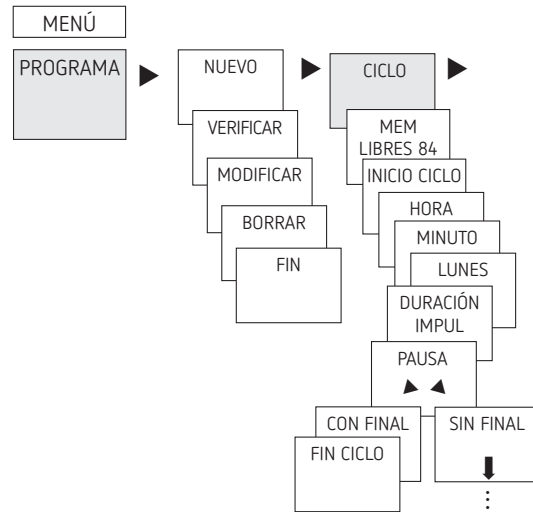 MENÚ
PROGRAMA
NUEVO
VERIFICAR
MODIFICAR
BORRAR
FIN
CICLO
MEM
LIBRES 84
INICIO CICLO
HORA
MINUTO
LUNES
DURACIÓN
IMPUL
PAUSA
CON FINAL
FIN CICLO
SIN FINAL